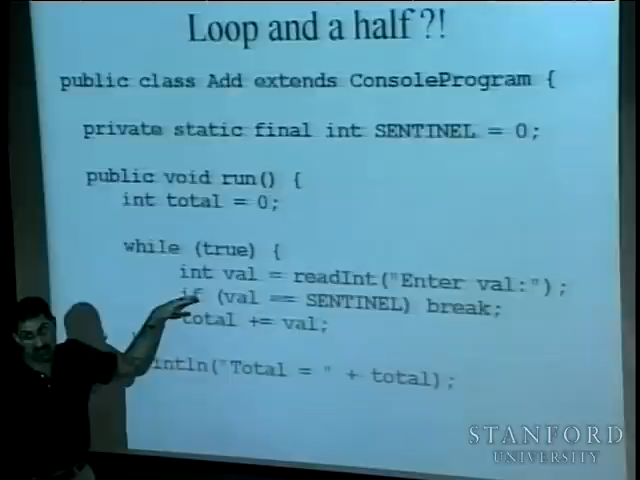 Loop and a half ?!
public class Add extends ConsoleProgram {
private static final int SENTINEL = 0;
public void run() {
int total = 0;
while (true) {
int val = readInt("Enter val:");
if (val == SENTINEL) break;
total += val;
intln("Total = " + total);
STANFORD
UNIVERSITY